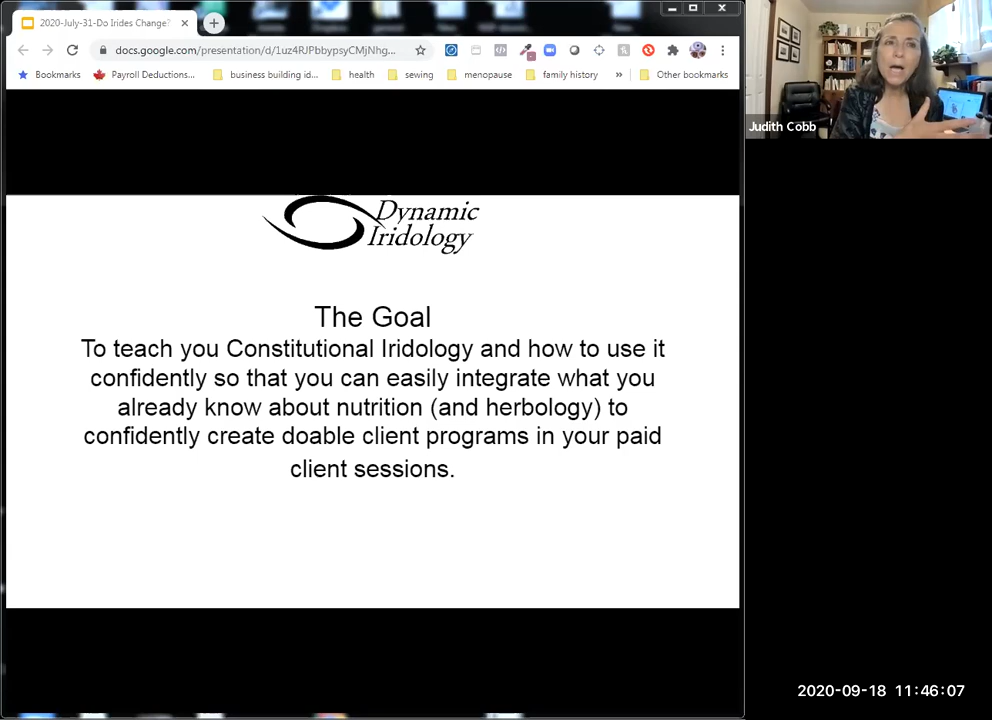 2020-July-31-Do Irides Change?
docs.google.com/presentation/d/1uz4RJPbbypsyCMjNhg...
Bookmarks
Payroll Deductions...
business building id...
health
sewing
menopause
family history
»
Other bookmarks
Judith Cobb
Dynamic
Iridology
The Goal
To teach you Constitutional Iridology and how to use it
confidently so that you can easily integrate what you
already know about nutrition (and herbology) to
confidently create doable client programs in your paid
client sessions.
2020-09-18 11:46:07